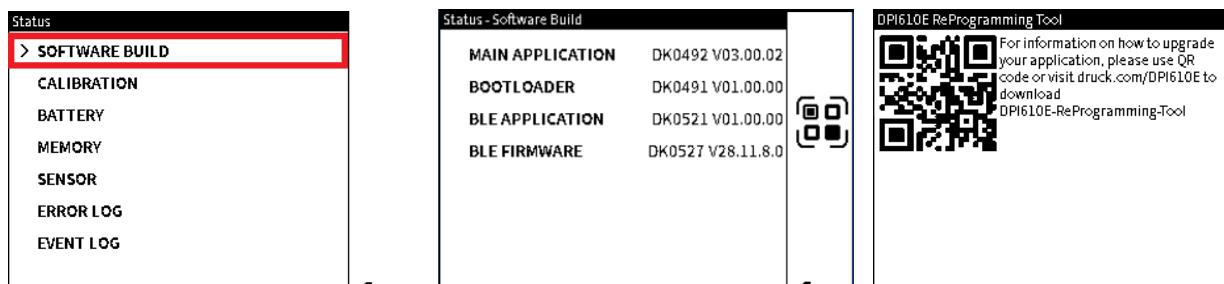 Status
> SOFTWARE BUILD
CALIBRATION
BATTERY
MEMORY
SENSOR
ERROR LOG
EVENT LOG
Status - Software Build
MAIN APPLICATION DK0492 V03.00.02
BOOTLOADER DK0491 V01.00.00
BLE APPLICATION DK0521 V01.00.00
BLE FIRMWARE DK0527 V28.11.8.0
DPI610E ReProgramming Tool
For information on how to upgrade
your application, please use QR
code or visit druck.com/DPI610E to
download
DPI610E-ReProgramming-Tool